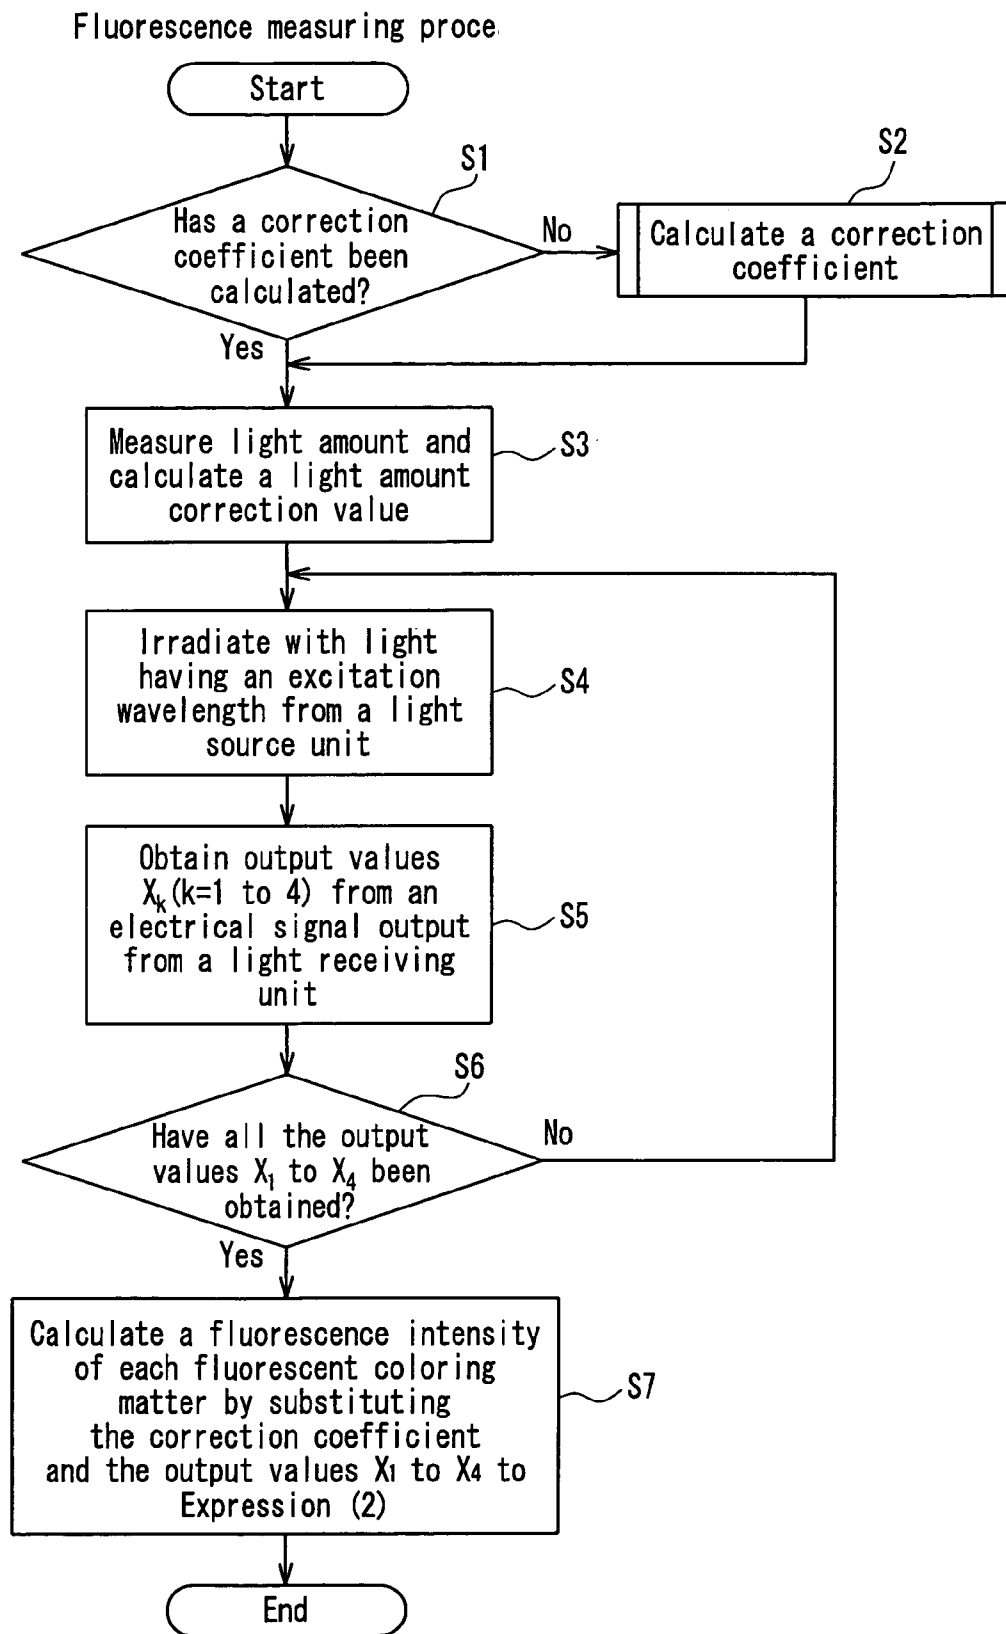 Fluorescence measuring proce
Start
S1
S2
Has a correction
coefficient been
calculated?
No
Calculate a correction
coefficient
Yes
Measure light amount and
calculate a light amount
correction value
S3
Irradiate with light
having an excitation
wavelength from a light
source unit
S4
Obtain output values
Xₖ(k=1 to 4) from an
electrical signal output
from a light receiving
unit
S5
S6
Have all the output
values X₁ to X₄ been
obtained?
No
Yes
Calculate a fluorescence intensity
of each fluorescent coloring
matter by substituting
the correction coefficient
and the output values X₁ to X₄ to
Expression (2)
S7
End